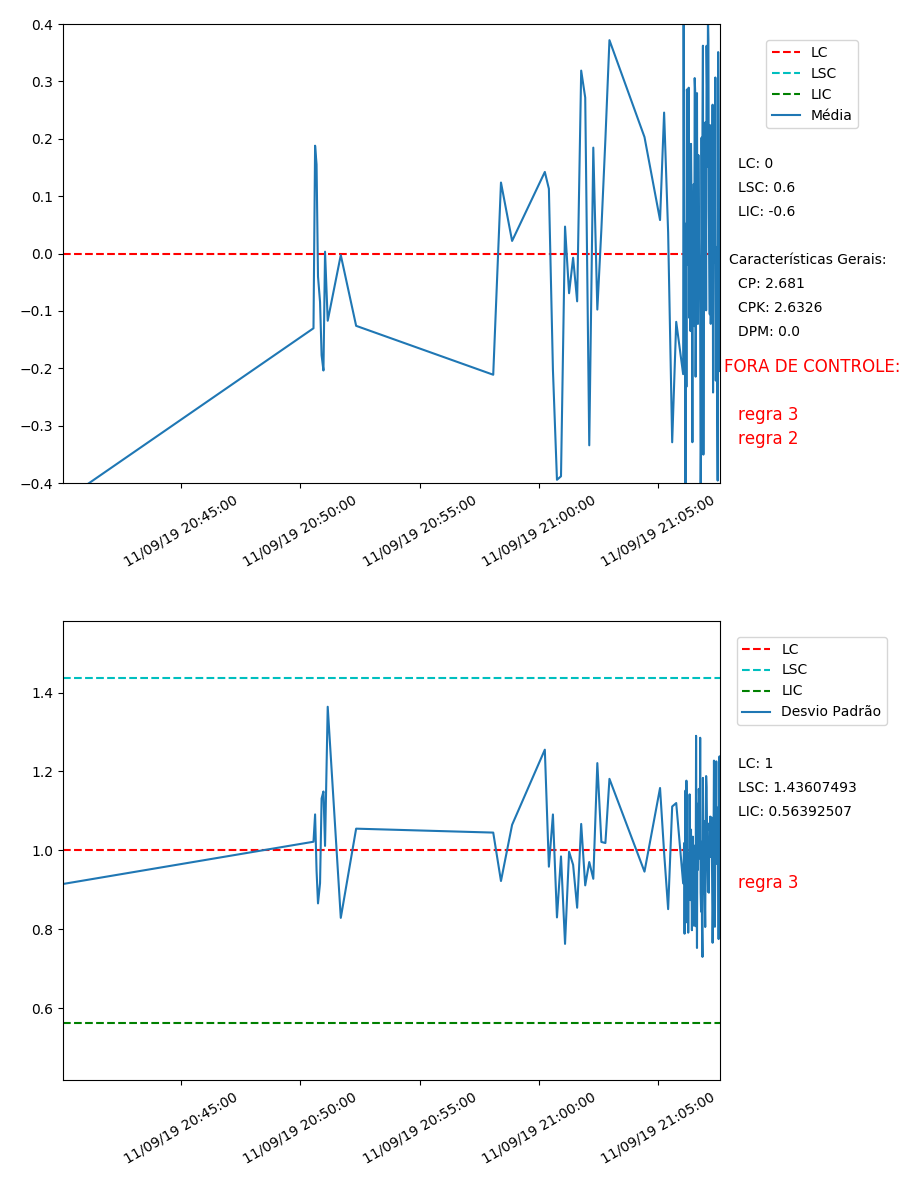 0.4
0.3
0.2
0.1
0.0
−0.1
−0.2
−0.3
−0.4
11/09/19 20:45:00
11/09/19 20:50:00
11/09/19 20:55:00
11/09/19 21:00:00
11/09/19 21:05:00
LC
LSC
LIC
Média
LC: 0
LSC: 0.6
LIC: -0.6
Características Gerais:
CP: 2.681
CPK: 2.6326
DPM: 0.0
FORA DE CONTROLE:
regra 3
regra 2
1.4
1.2
1.0
0.8
0.6
11/09/19 20:45:00
11/09/19 20:50:00
11/09/19 20:55:00
11/09/19 21:00:00
11/09/19 21:05:00
LC
LSC
LIC
Desvio Padrão
LC: 1
LSC: 1.43607493
LIC: 0.56392507
regra 3